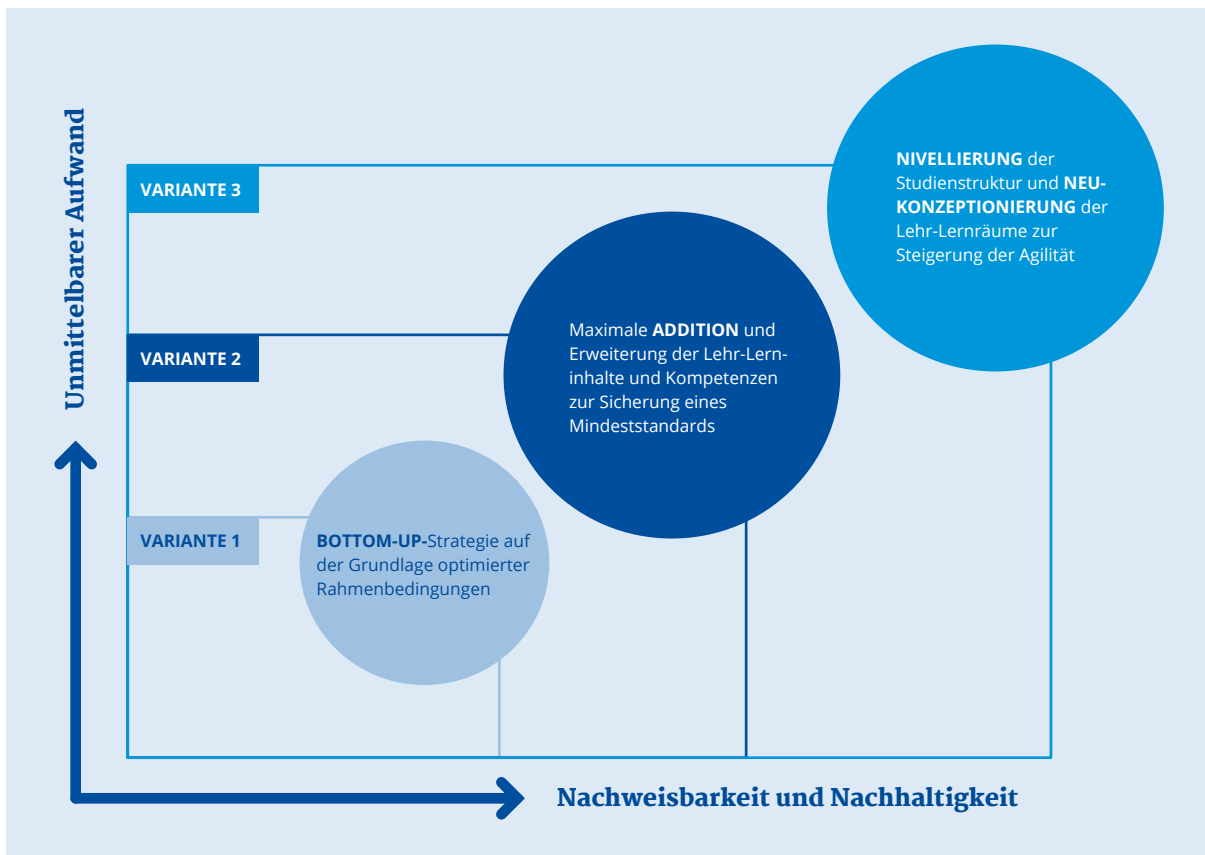 Unmittelbarer Aufwand
VARIANTE 3
NIVELLIERUNG der
Studienstruktur und NEU-
KONZEPTIONIERUNG der
Lehr-Lernräume zur
Steigerung der Agilität
VARIANTE 2
Maximale ADDITION und
Erweiterung der Lehr-Lern-
inhalte und Kompetenzen
zur Sicherung eines
Mindeststandards
VARIANTE 1
BOTTOM-UP-Strategie auf
der Grundlage optimierter
Rahmenbedingungen
Nachweisbarkeit und Nachhaltigkeit